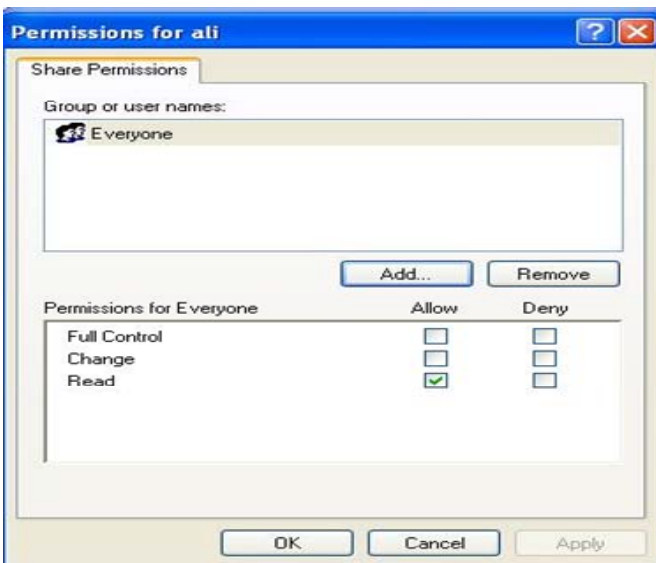 Permissions for ali
Share Permissions
Group or user names:
Everyone
Add... Remove
Permissions for Everyone Allow Deny
Full Control
Change
Read
OK Cancel Apply